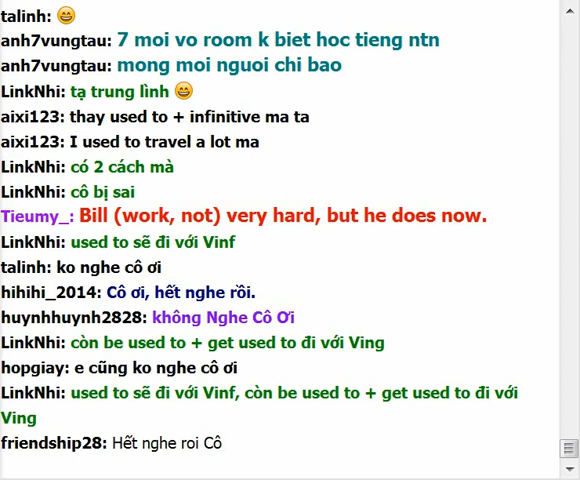 talinh: 😄
anh7vungtau: 7 moi vo room k biet hoc tieng ntn
anh7vungtau: mong moi nguoi chi bao
LinkNhi: tạ trung lình 😄
aixi123: thay used to + infinitive ma ta
aixi123: I used to travel a lot ma
LinkNhi: có 2 cách mà
LinkNhi: cô bị sai
Tieumy_: Bill (work, not) very hard, but he does now.
LinkNhi: used to sẽ đi với Vinf
talinh: ko nghe cô ơi
hihihi_2014: Cô ơi, hết nghe rồi.
huynhhuynh2828: không Nghe Cô Ơi
LinkNhi: còn be used to + get used to đi với Ving
hopgiay: e cũng ko nghe cô ơi
LinkNhi: used to sẽ đi với Vinf, còn be used to + get used to đi với
Ving
friendship28: Hết nghe roi Cô